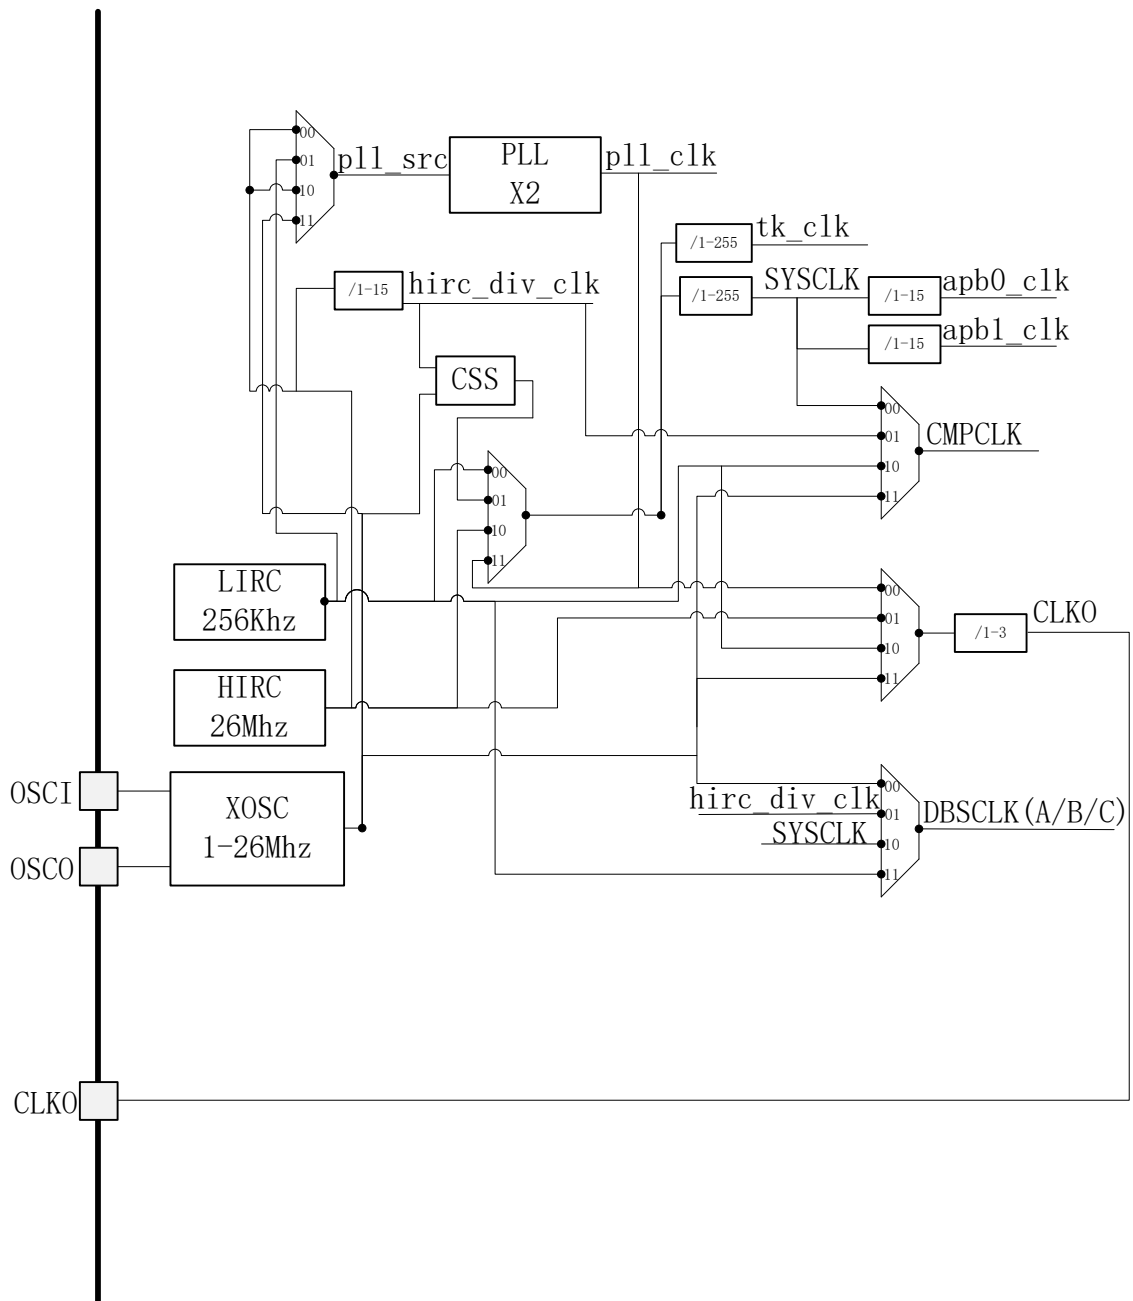 00
01
10
11
pll_src
PLL
X2
pll_clk
/1-255
tk_clk
/1-15
hirc_div_clk
/1-255
SYSCLK
/1-15
apb0_clk
/1-15
apb1_clk
CSS
00
01
10
11
CMPCLK
00
01
10
11
LIRC
256Khz
00
01
10
11
/1-3
CLKO
HIRC
26Mhz
OSCI
OSCO
XOSC
1-26Mhz
hirc_div_clk
SYSCLK
00
01
10
11
DBSCLK(A/B/C)
CLKO